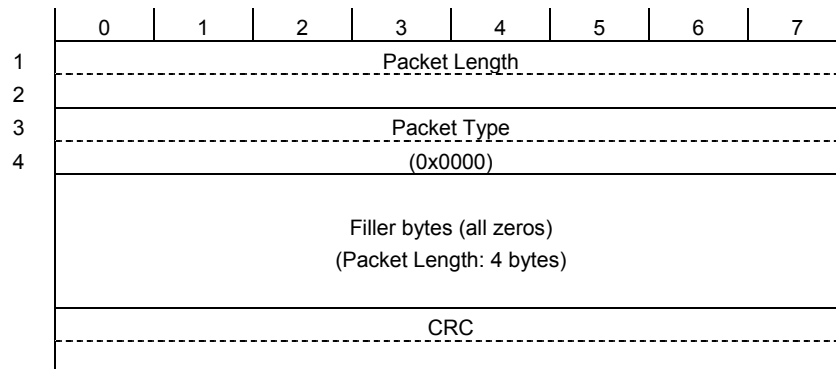 0 1 2 3 4 5 6 7
1 Packet Length
2
3 Packet Type
4 (0x0000)
Filler bytes (all zeros)
(Packet Length: 4 bytes)
CRC